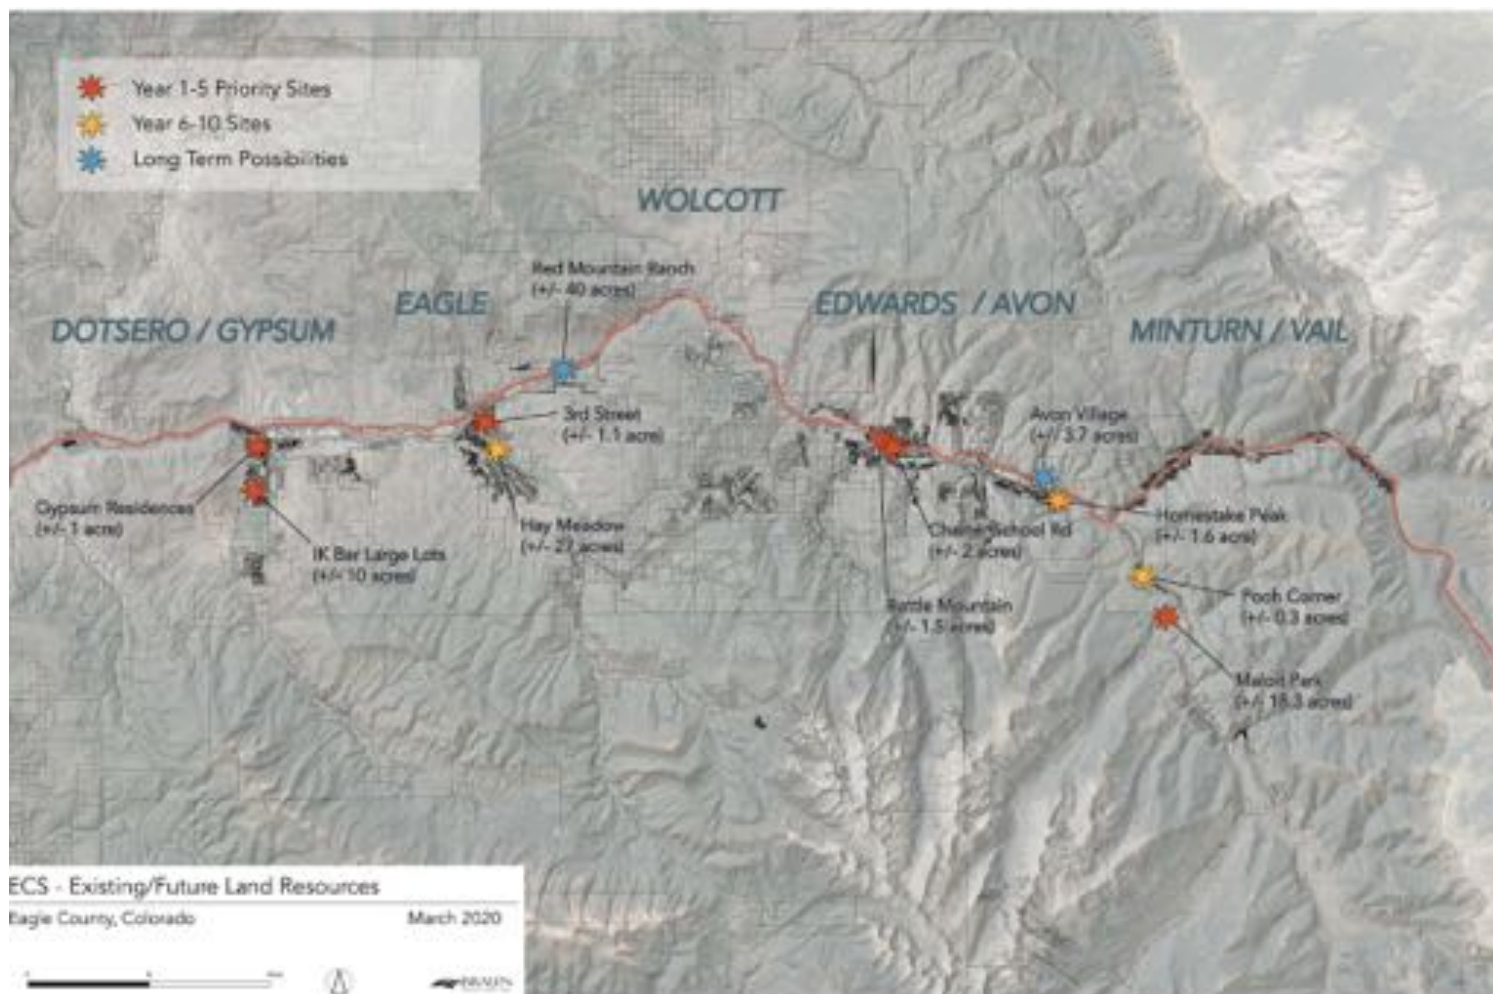 Year 1-5 Priority Sites
Year 6-10 Sites
Long Term Possibilities
WOLCOTT
Red Mountain Ranch
(+/- 40 acres)
EAGLE
EDWARDS / AVON
DOTSERO / GYPSUM
MINTURN / VAIL
3rd Street
(+/- 1.1 acre)
Avon Village
(+/- 3.7 acres)
Gypsum Residences
(+/- 1 acre)
Hay Meadow
(+/- 27 acres)
Homestake Peak
(+/- 1.6 acre)
School Rd
(+/- 2 acres)
IK Bar Large Lots
(+/- 10 acres)
Pooh Corner
(+/- 0.3 acres)
Battle Mountain
(+/- 1.5 acres)
Maloit Park
(+/- 18.3 acres)
ECS - Existing/Future Land Resources
Eagle County, Colorado
March 2020